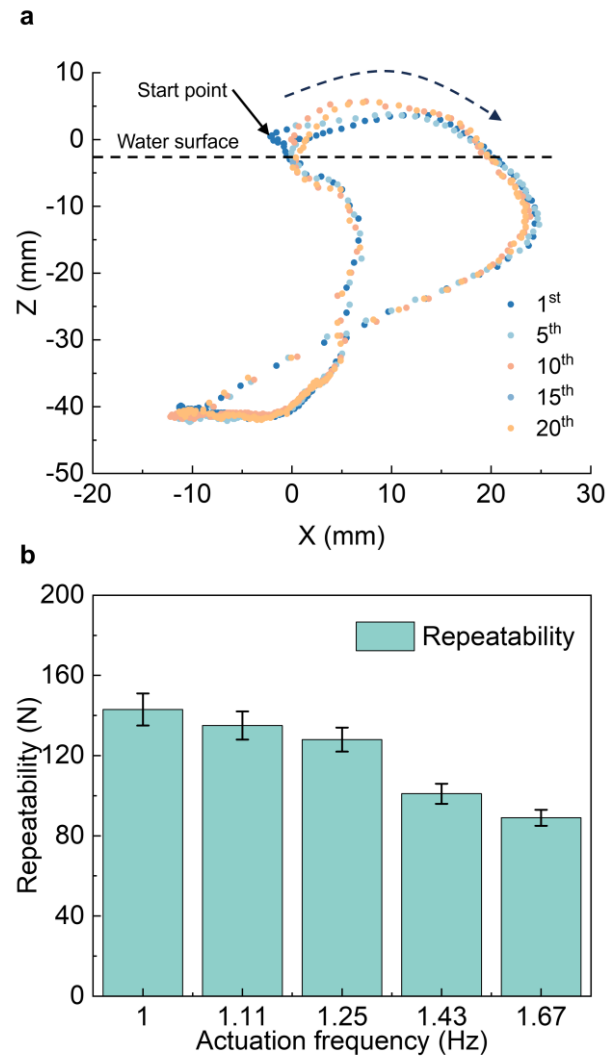 a
Start point
Water surface
10
0
-10
-20
-30
-40
-50
Z (mm)
1st
5th
10th
15th
20th
-20
-10
0
10
20
30
X (mm)
b
200
160
120
80
40
0
Repeatability (N)
Repeatability
1
1.11
1.25
1.43
1.67
Actuation frequency (Hz)